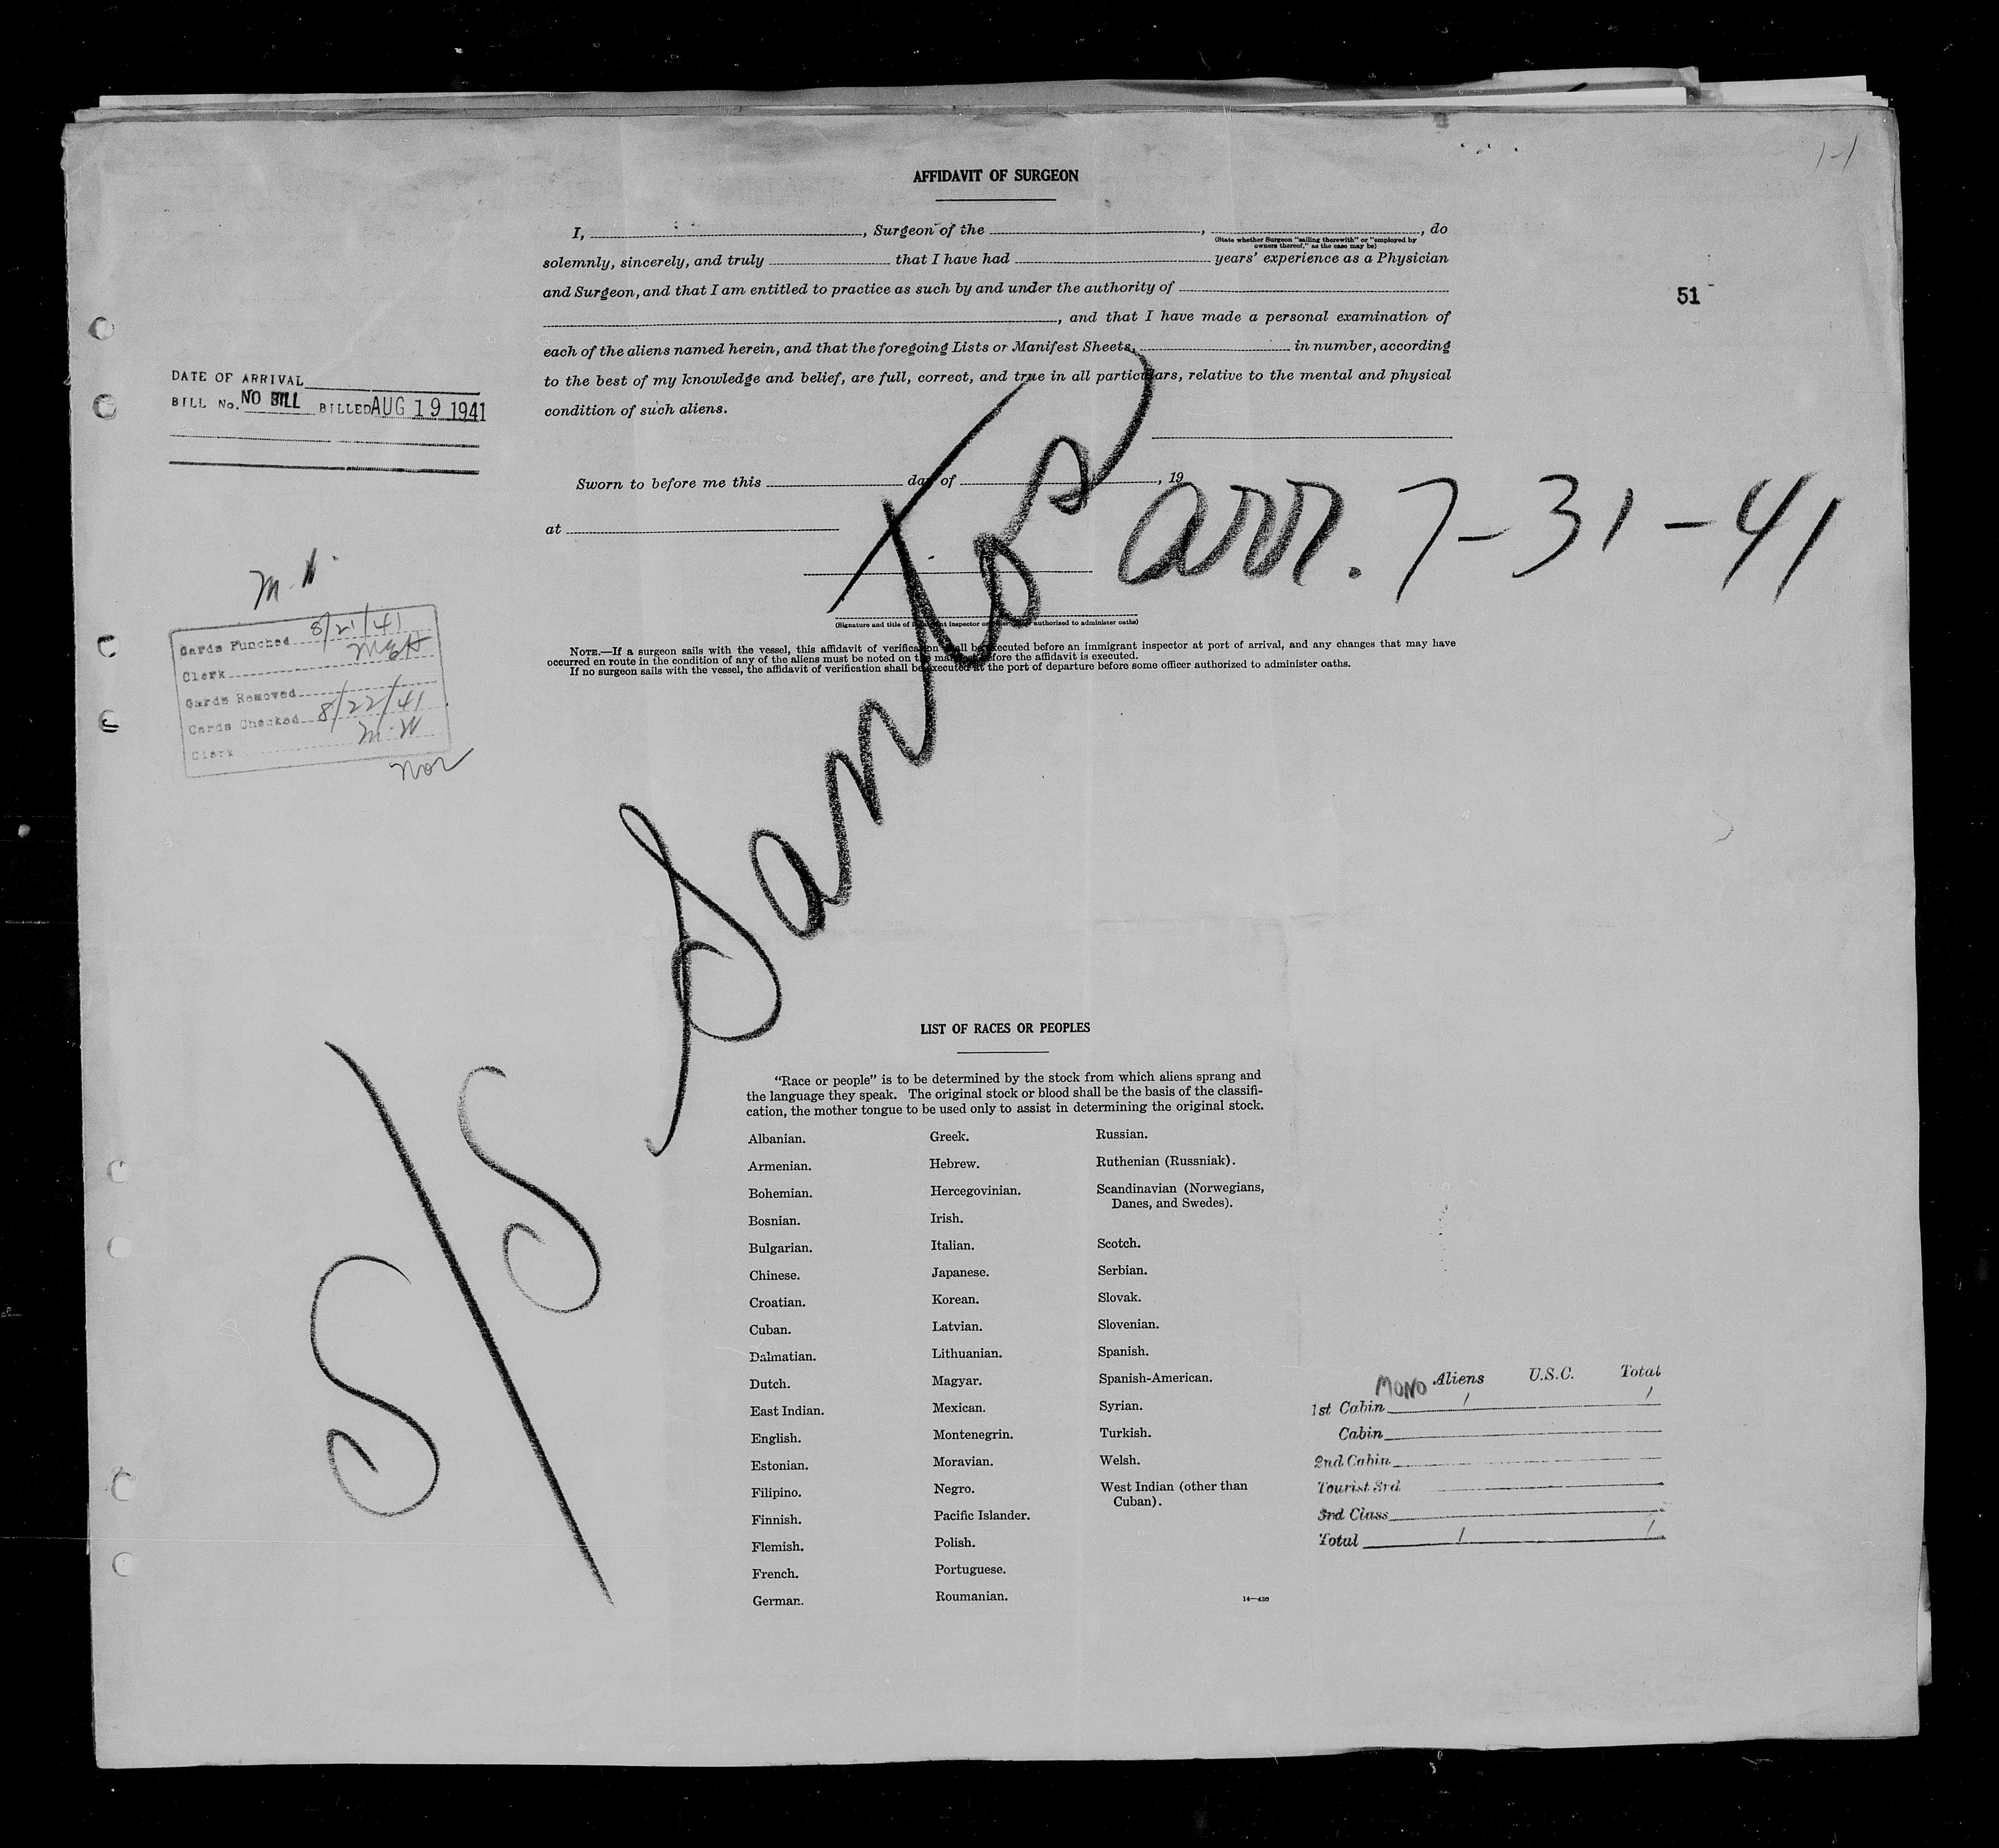 1-1
AFFIDAVIT OF SURGEON
I, , Surgeon of the , , do
(State whether Surgeon "sailing therewith" or "employed by
owners thereof," as the case may be)
solemnly, sincerely, and truly that I have had years' experience as a Physician
and Surgeon, and that I am entitled to practice as such by and under the authority of
51
, and that I have made a personal examination of
each of the aliens named herein, and that the foregoing Lists or Manifest Sheets, in number, according
to the best of my knowledge and belief, are full, correct, and true in all particulars, relative to the mental and physical
condition of such aliens.
DATE OF ARRIVAL
BILL No. NO BILL BILLED AUG 19 1941
Sworn to before me this day of , 19
at
arr. 7-31-41
S/S Santos
(Signature and title of immigrant inspector or authorised to administer oaths)
NOTE.—If a surgeon sails with the vessel, this affidavit of verification shall be executed before an immigrant inspector at port of arrival, and any changes that may have
occurred en route in the condition of any of the aliens must be noted on the manifest before the affidavit is executed.
If no surgeon sails with the vessel, the affidavit of verification shall be executed at the port of departure before some officer authorized to administer oaths.
Cards Punched 8/21/41
Clerk
Cards Removed
Cards Checked 8/22/41
Clerk M.W
LIST OF RACES OR PEOPLES
"Race or people" is to be determined by the stock from which aliens sprang and
the language they speak. The original stock or blood shall be the basis of the classifi-
cation, the mother tongue to be used only to assist in determining the original stock.
Albanian.
Armenian.
Bohemian.
Bosnian.
Bulgarian.
Chinese.
Croatian.
Cuban.
Dalmatian.
Dutch.
East Indian.
English.
Estonian.
Filipino.
Finnish.
Flemish.
French.
German.
Greek.
Hebrew.
Hercegovinian.
Irish.
Italian.
Japanese.
Korean.
Latvian.
Lithuanian.
Magyar.
Mexican.
Montenegrin.
Moravian.
Negro.
Pacific Islander.
Polish.
Portuguese.
Roumanian.
Russian.
Ruthenian (Russniak).
Scandinavian (Norwegians,
Danes, and Swedes).
Scotch.
Serbian.
Slovak.
Slovenian.
Spanish.
Spanish-American.
Syrian.
Turkish.
Welsh.
West Indian (other than
Cuban).
14—430
MONO Aliens U.S.C. Total
1st Cabin 1 1
Cabin
2nd Cabin
Tourist 3rd
3nd Class
Total 1 1